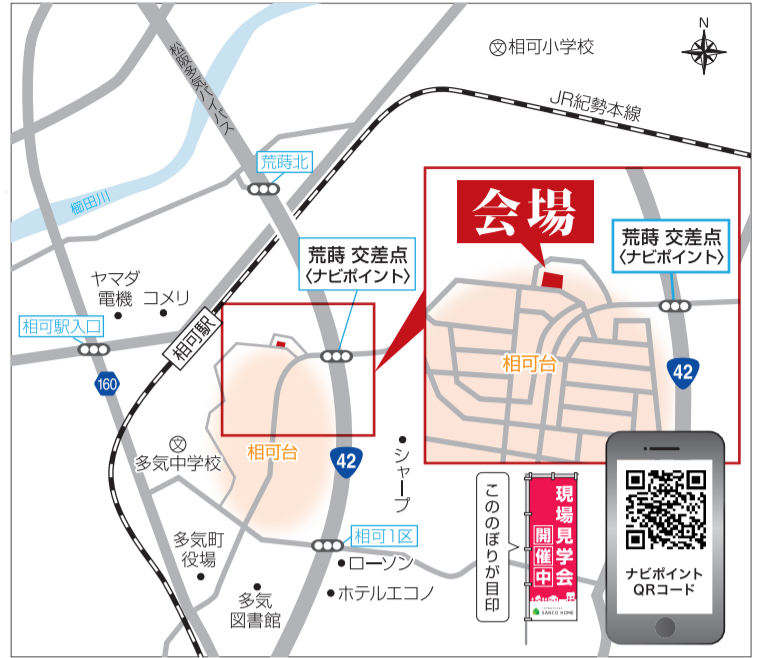 N
相可小学校
文
松阪多気バイパス
JR紀勢本線
荒蒔北
櫛田川
会場
荒蒔 交差点
〈ナビポイント〉
荒蒔 交差点
〈ナビポイント〉
ヤマダ
電機
コメリ
相可駅入口
相可駅
160
相可台
42
相可台
42
文
多気中学校
シャープ
相可1区
多気町
役場
ローソン
ホテルエコノ
多気
図書館
こののぼりが目印
現場見学会
開催中
SANCO HOME
ナビポイント
QRコード